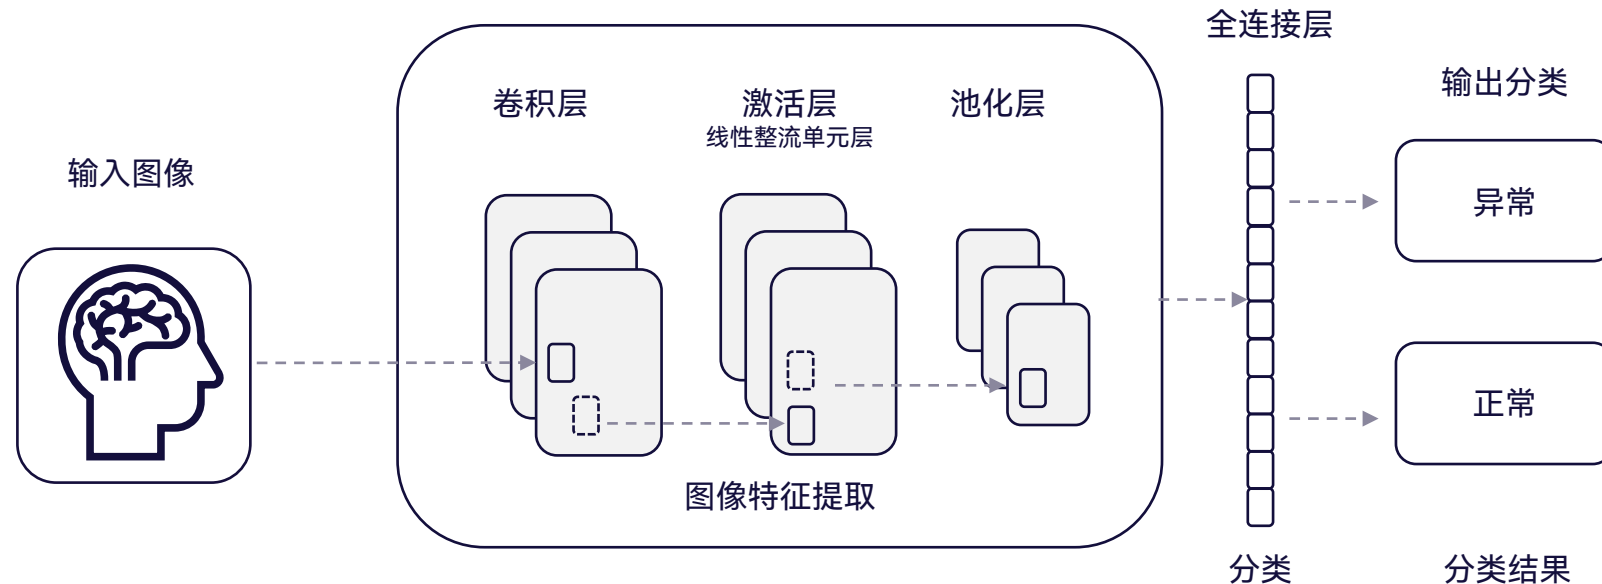 输入图像
卷积层
激活层
线性整流单元层
池化层
图像特征提取
全连接层
分类
输出分类
异常
正常
分类结果